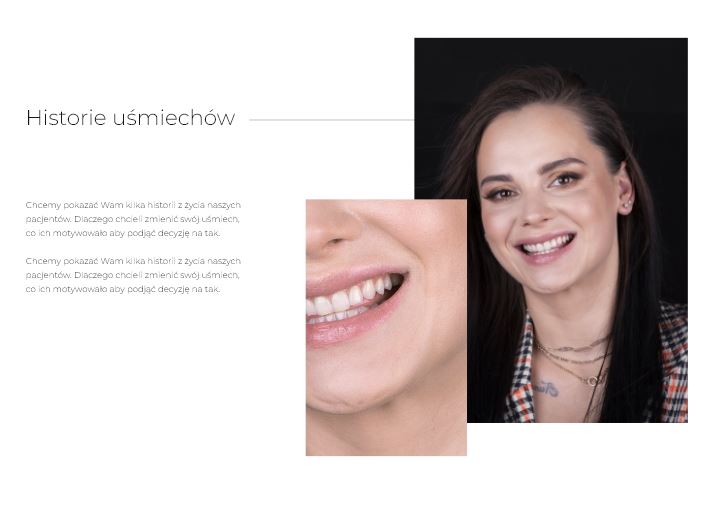 Historie uśmiechów
Chcemy pokazać Wam kilka historii z życia naszych
pacjentów. Dlaczego chcieli zmienić swój uśmiech,
co ich motywowało aby podjąć decyzję na tak.
Chcemy pokazać Wam kilka historii z życia naszych
pacjentów. Dlaczego chcieli zmienić swój uśmiech,
co ich motywowało aby podjąć decyzję na tak.